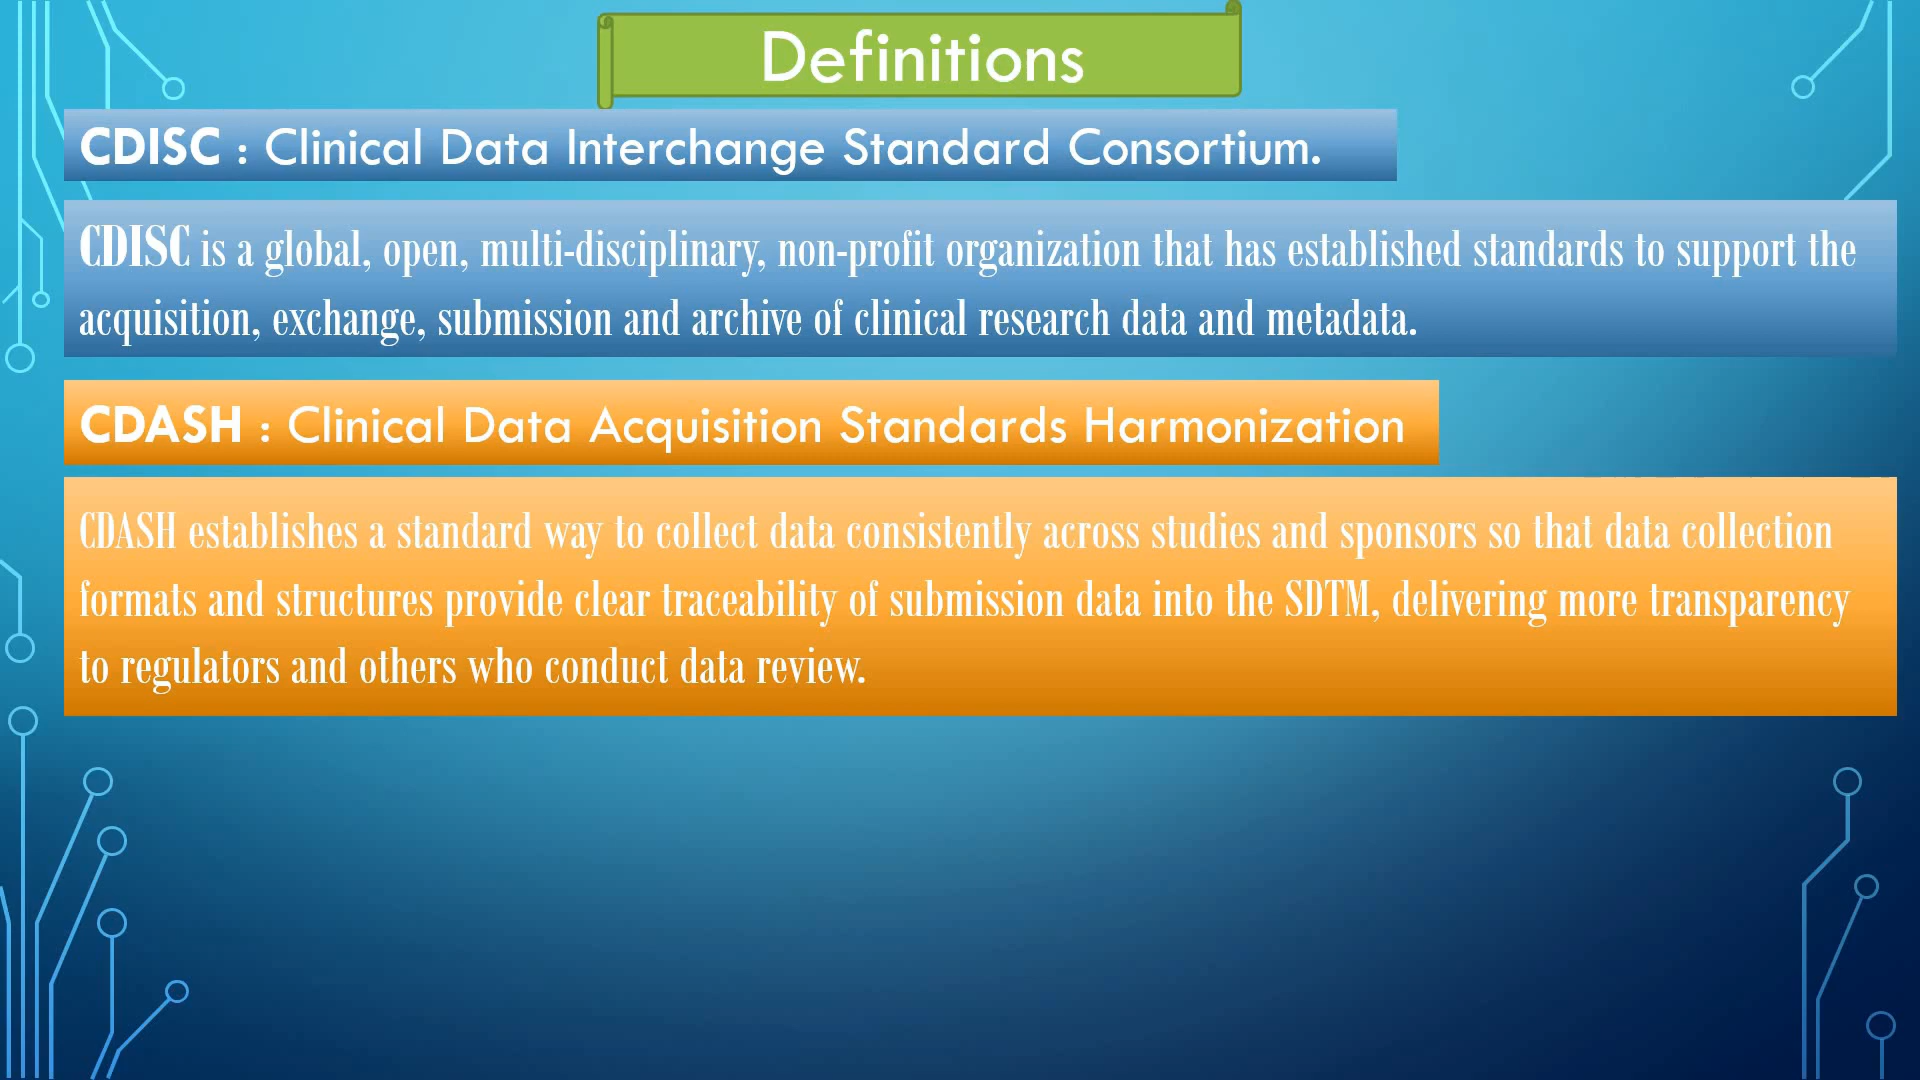 Definitions
CDISC : Clinical Data Interchange Standard Consortium.
CDISC is a global, open, multi-disciplinary, non-profit organization that has established standards to support the
acquisition, exchange, submission and archive of clinical research data and metadata.
CDASH : Clinical Data Acquisition Standards Harmonization
CDASH establishes a standard way to collect data consistently across studies and sponsors so that data collection
formats and structures provide clear traceability of submission data into the SDTM, delivering more transparency
to regulators and others who conduct data review.